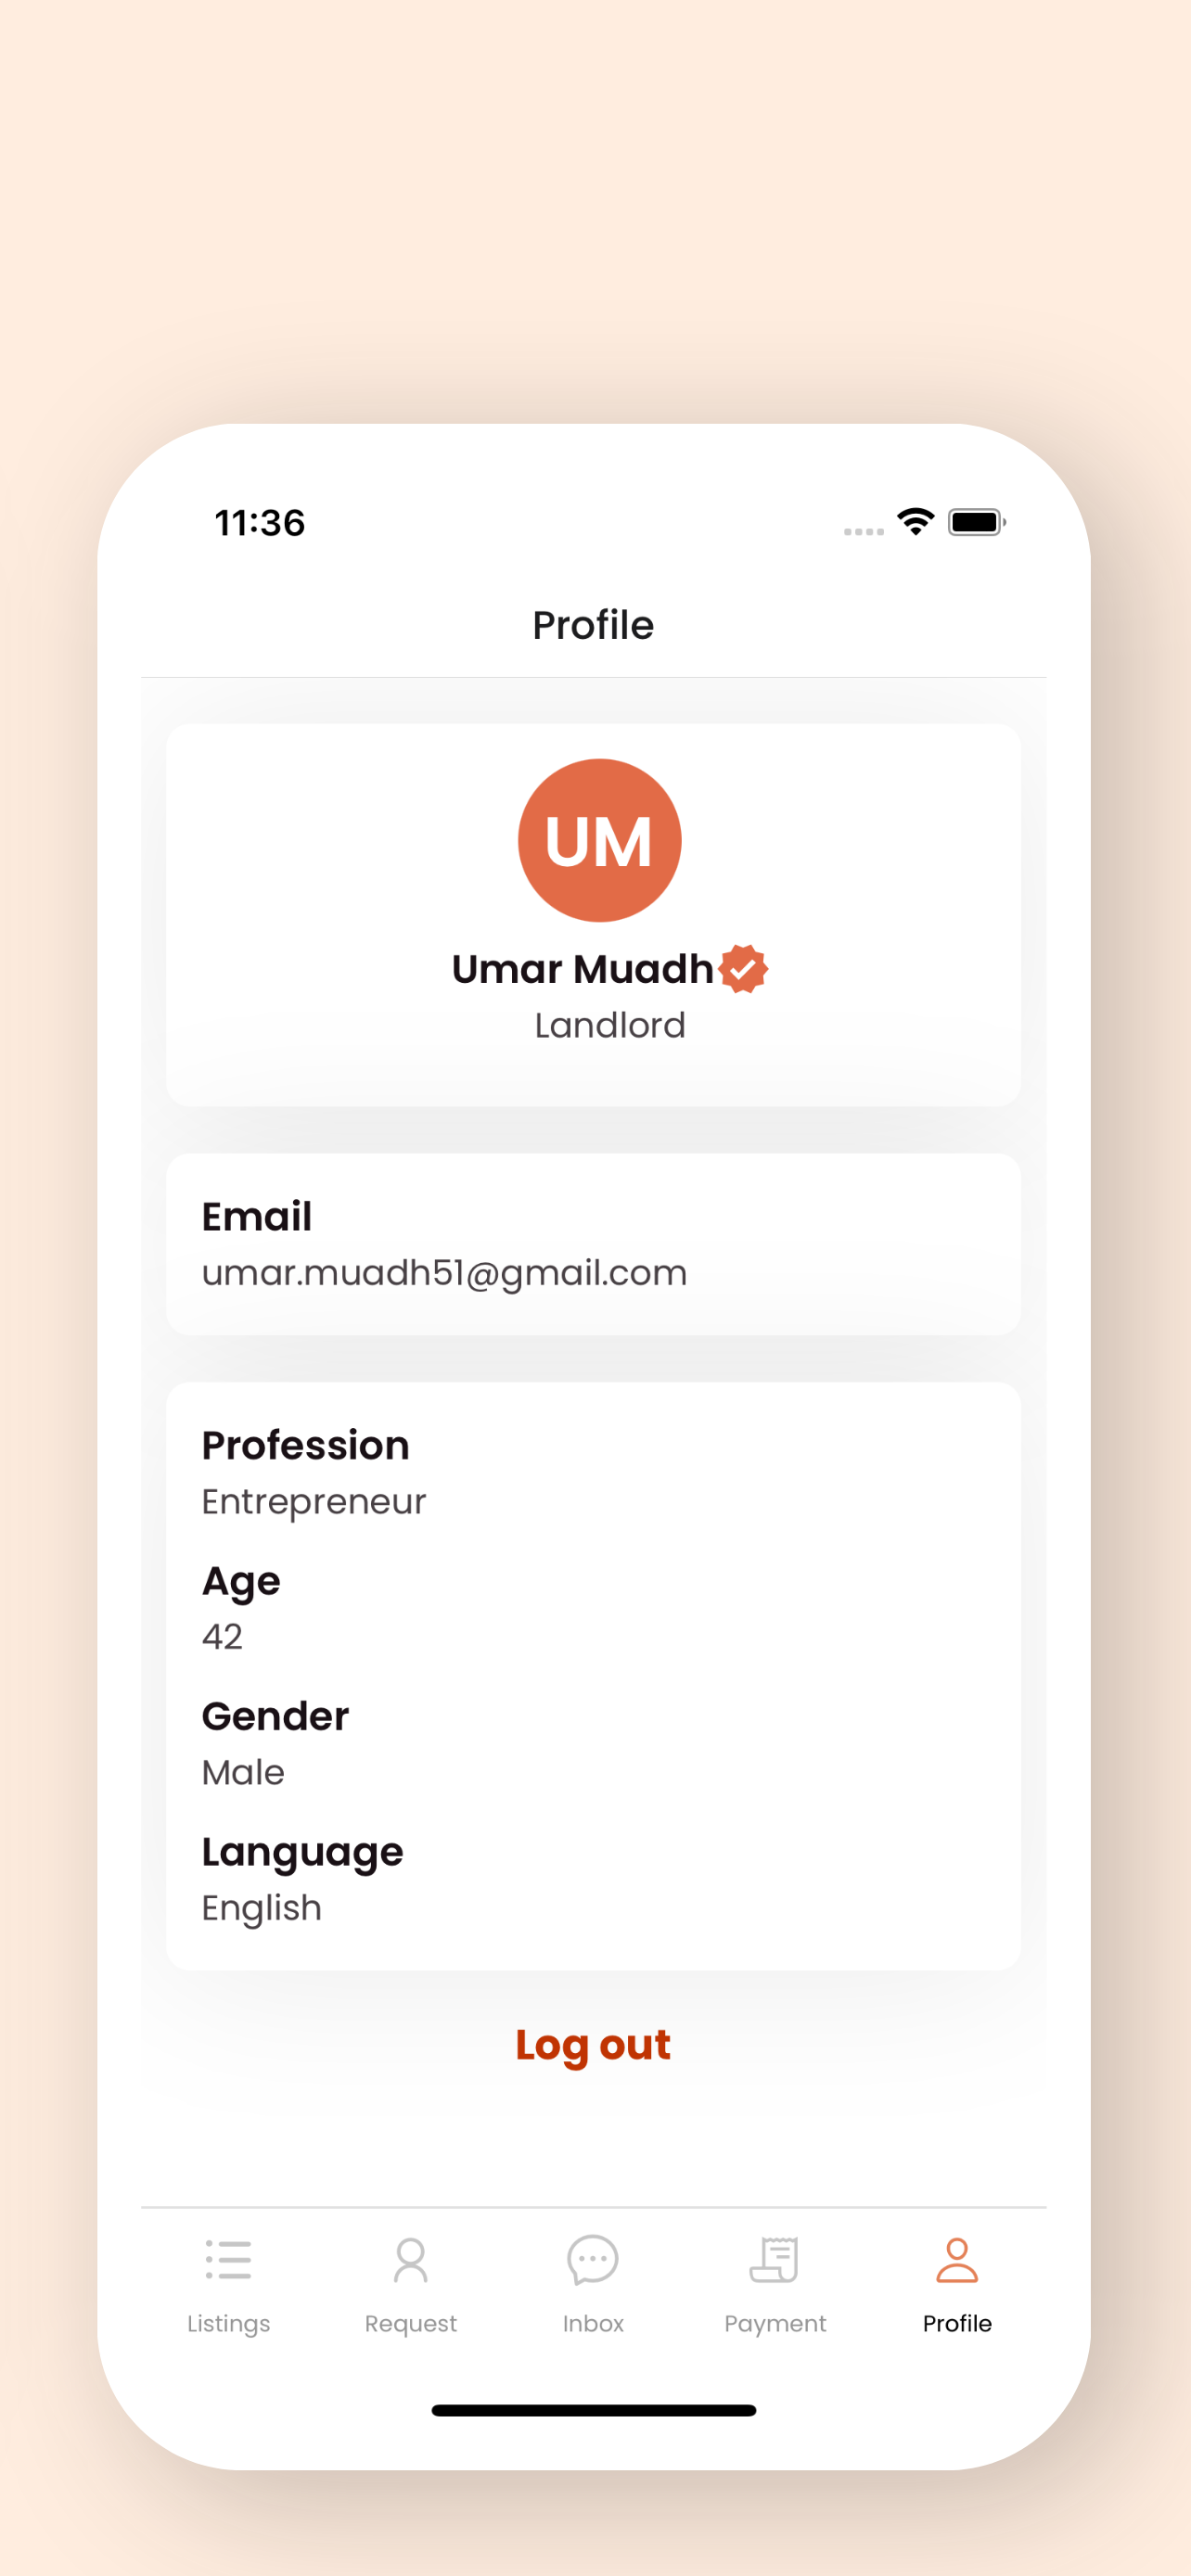 11:36
Profile
UM
Umar Muadh
Landlord
Email
umar.muadh51@gmail.com
Profession
Entrepreneur
Age
42
Gender
Male
Language
English
Log out
Listings Request Inbox Payment Profile